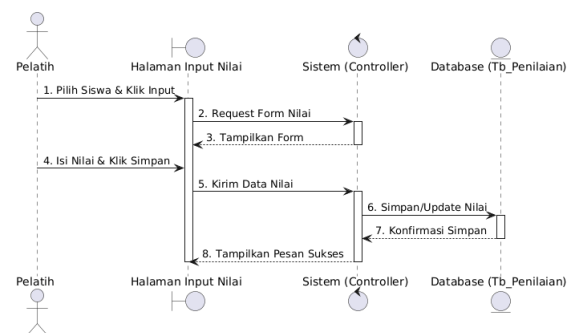 Pelatih
Halaman Input Nilai
Sistem (Controller)
Database (Tb_Penilaian)
1. Pilih Siswa & Klik Input
2. Request Form Nilai
3. Tampilkan Form
4. Isi Nilai & Klik Simpan
5. Kirim Data Nilai
6. Simpan/Update Nilai
7. Konfirmasi Simpan
8. Tampilkan Pesan Sukses
Pelatih
Halaman Input Nilai
Sistem (Controller)
Database (Tb_Penilaian)